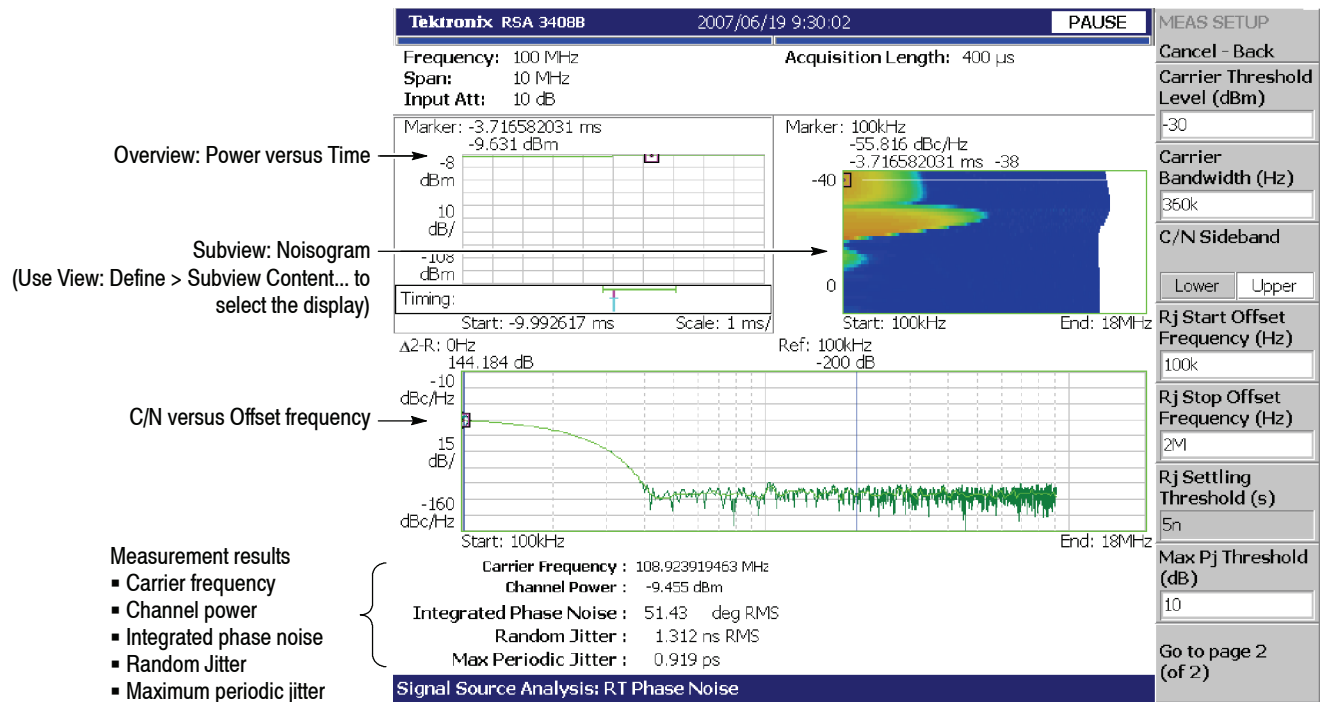 Tektronix RSA 3408B 2007/06/19 9:30:02 PAUSE
Frequency: 100 MHz Acquisition Length: 400 µs
Span: 10 MHz
Input Att: 10 dB
Marker: -3.716582031 ms
-9.631 dBm
-8
dBm
10
dB/
-108
dBm
Timing:
Start: -9.992617 ms Scale: 1 ms/
Marker: 100kHz
-55.816 dBc/Hz
-3.716582031 ms -38
-40
0
Start: 100kHz End: 18MHz
Overview: Power versus Time
Subview: Noisogram
(Use View: Define > Subview Content... to
select the display)
C/N versus Offset frequency
Δ2-R: 0Hz Ref: 100kHz
144.184 dB -200 dB
-10
dBc/Hz
15
dB/
-160
dBc/Hz
Start: 100kHz End: 18MHz
Measurement results
▪ Carrier frequency
▪ Channel power
▪ Integrated phase noise
▪ Random Jitter
▪ Maximum periodic jitter
Carrier Frequency : 108.923919463 MHz
Channel Power : -9.455 dBm
Integrated Phase Noise : 51.43 deg RMS
Random Jitter : 1.312 ns RMS
Max Periodic Jitter : 0.919 ps
Signal Source Analysis: RT Phase Noise
MEAS SETUP
Cancel - Back
Carrier Threshold
Level (dBm)
-30
Carrier
Bandwidth (Hz)
360k
C/N Sideband
Lower Upper
Rj Start Offset
Frequency (Hz)
100k
Rj Stop Offset
Frequency (Hz)
2M
Rj Settling
Threshold (s)
5n
Max Pj Threshold
(dB)
10
Go to page 2
(of 2)